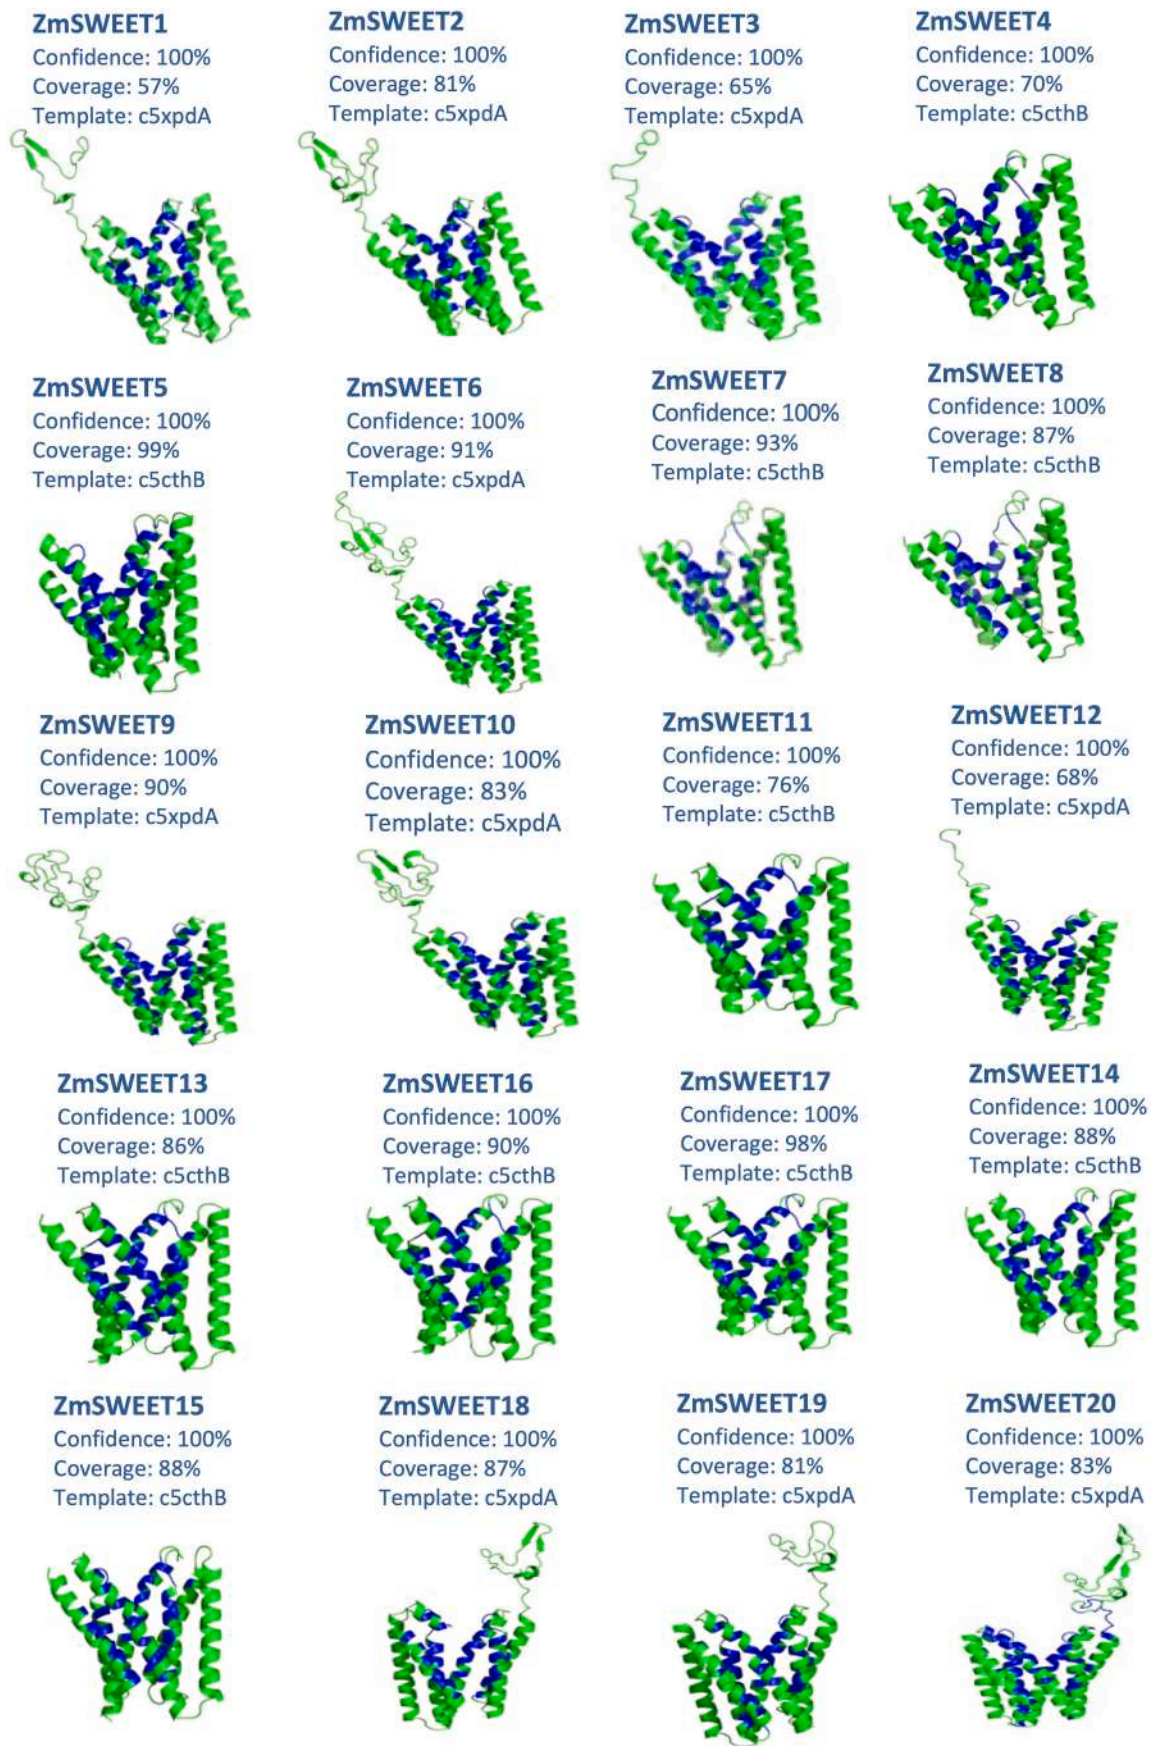 ZmSWEET1
Confidence: 100%
Coverage: 57%
Template: c5xpdA
ZmSWEET2
Confidence: 100%
Coverage: 81%
Template: c5xpdA
ZmSWEET3
Confidence: 100%
Coverage: 65%
Template: c5xpdA
ZmSWEET4
Confidence: 100%
Coverage: 70%
Template: c5cthB
ZmSWEET5
Confidence: 100%
Coverage: 99%
Template: c5cthB
ZmSWEET6
Confidence: 100%
Coverage: 91%
Template: c5xpdA
ZmSWEET7
Confidence: 100%
Coverage: 93%
Template: c5cthB
ZmSWEET8
Confidence: 100%
Coverage: 87%
Template: c5cthB
ZmSWEET9
Confidence: 100%
Coverage: 90%
Template: c5xpdA
ZmSWEET10
Confidence: 100%
Coverage: 83%
Template: c5xpdA
ZmSWEET11
Confidence: 100%
Coverage: 76%
Template: c5cthB
ZmSWEET12
Confidence: 100%
Coverage: 68%
Template: c5xpdA
ZmSWEET13
Confidence: 100%
Coverage: 86%
Template: c5cthB
ZmSWEET16
Confidence: 100%
Coverage: 90%
Template: c5cthB
ZmSWEET17
Confidence: 100%
Coverage: 98%
Template: c5cthB
ZmSWEET14
Confidence: 100%
Coverage: 88%
Template: c5cthB
ZmSWEET15
Confidence: 100%
Coverage: 88%
Template: c5cthB
ZmSWEET18
Confidence: 100%
Coverage: 87%
Template: c5xpdA
ZmSWEET19
Confidence: 100%
Coverage: 81%
Template: c5xpdA
ZmSWEET20
Confidence: 100%
Coverage: 83%
Template: c5xpdA